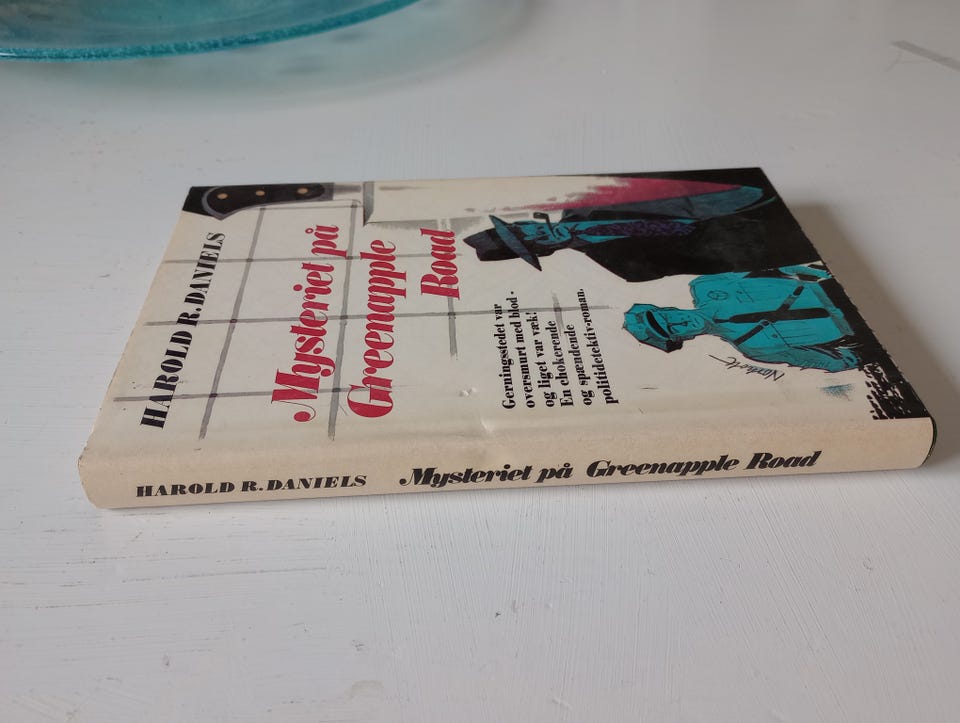 HAROLD R. DANIELS
Mysteriet på
Greenapple
Road
Gerningsstedet var
oversmurt med blod -
og liget var væk!
En chokerende
og spændende
politidetektiv-roman.
HAROLD R. DANIELS Mysteriet på Greenapple Road